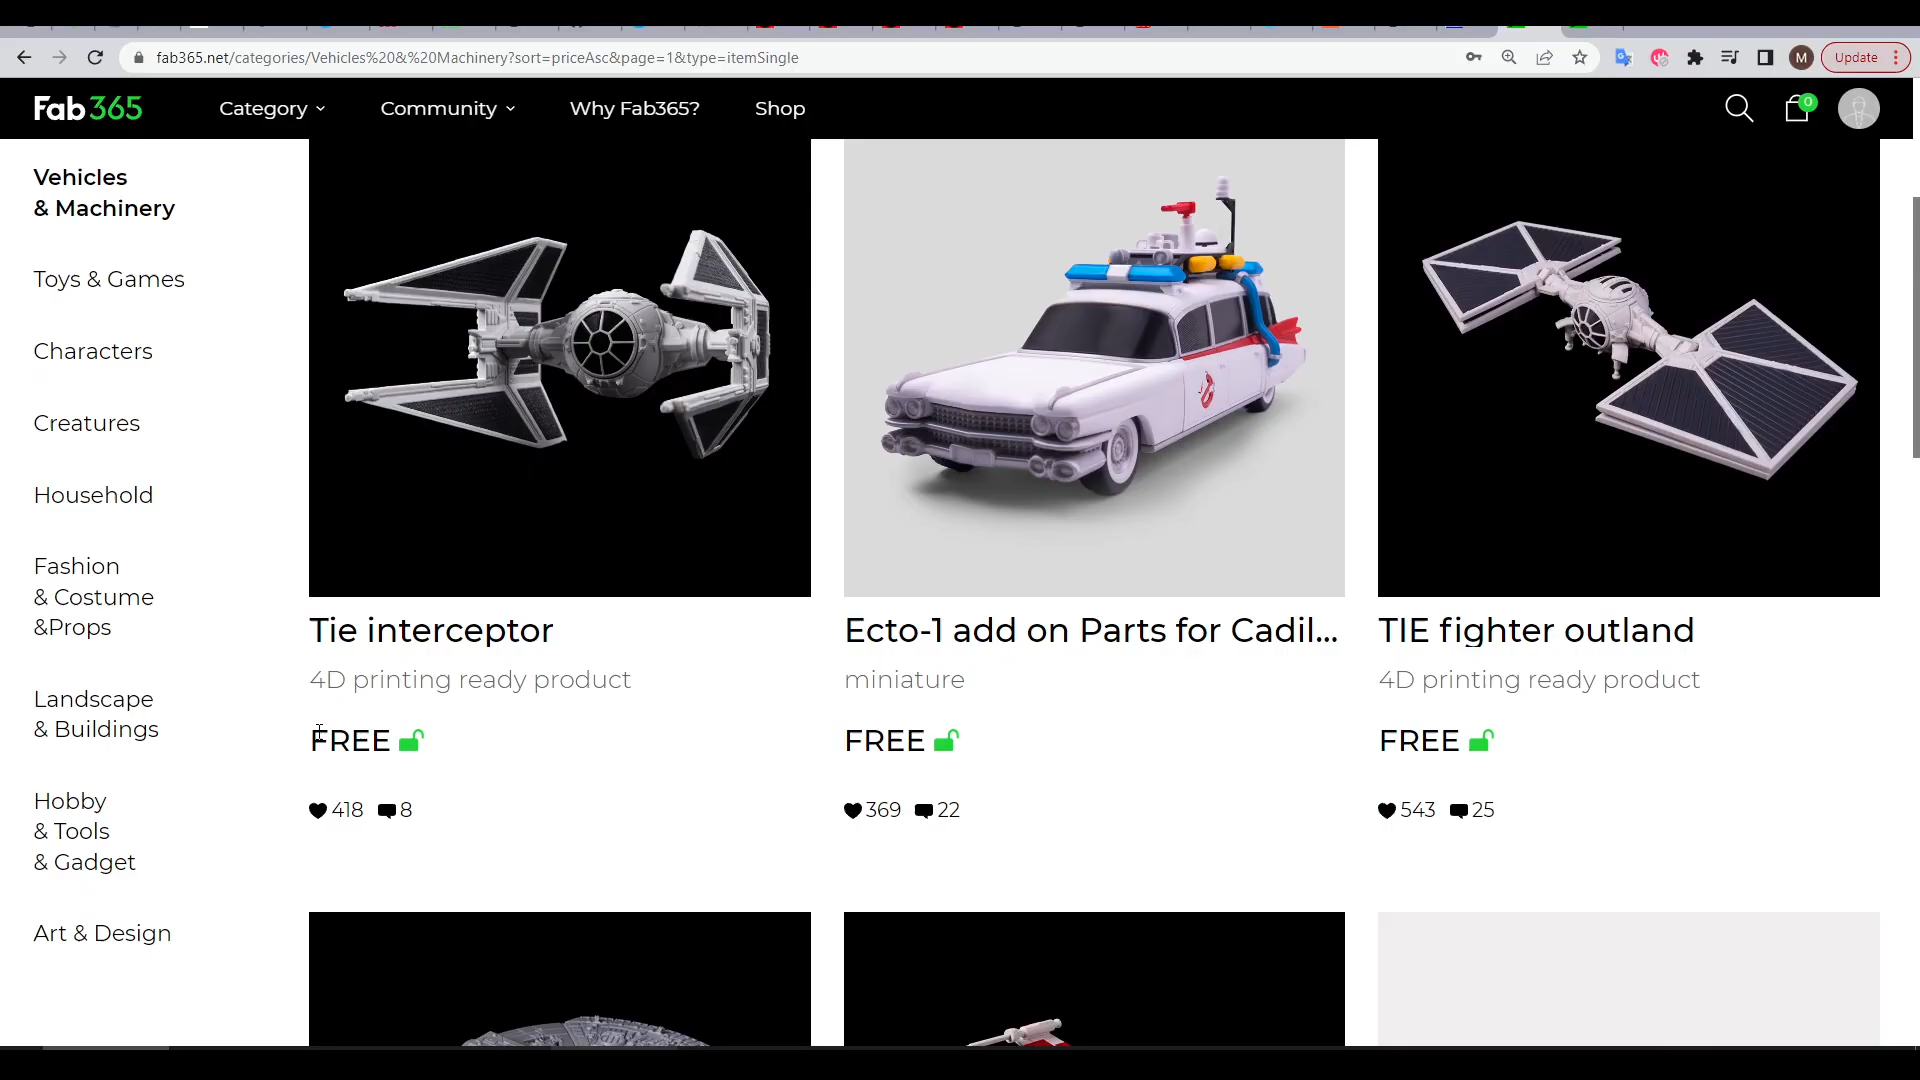 fab365.net/categories/Vehicles%20&%20Machinery?sort=priceAsc&page=1&type=itemSingle
M
Update
Fab365
Category
Community
Why Fab365?
Shop
0
Vehicles
& Machinery
Toys & Games
Characters
Creatures
Household
Fashion
& Costume
&Props
Landscape
& Buildings
Hobby
& Tools
& Gadget
Art & Design
Tie interceptor
4D printing ready product
FREE
418 8
Ecto-1 add on Parts for Cadil...
miniature
FREE
369 22
TIE fighter outland
4D printing ready product
FREE
543 25